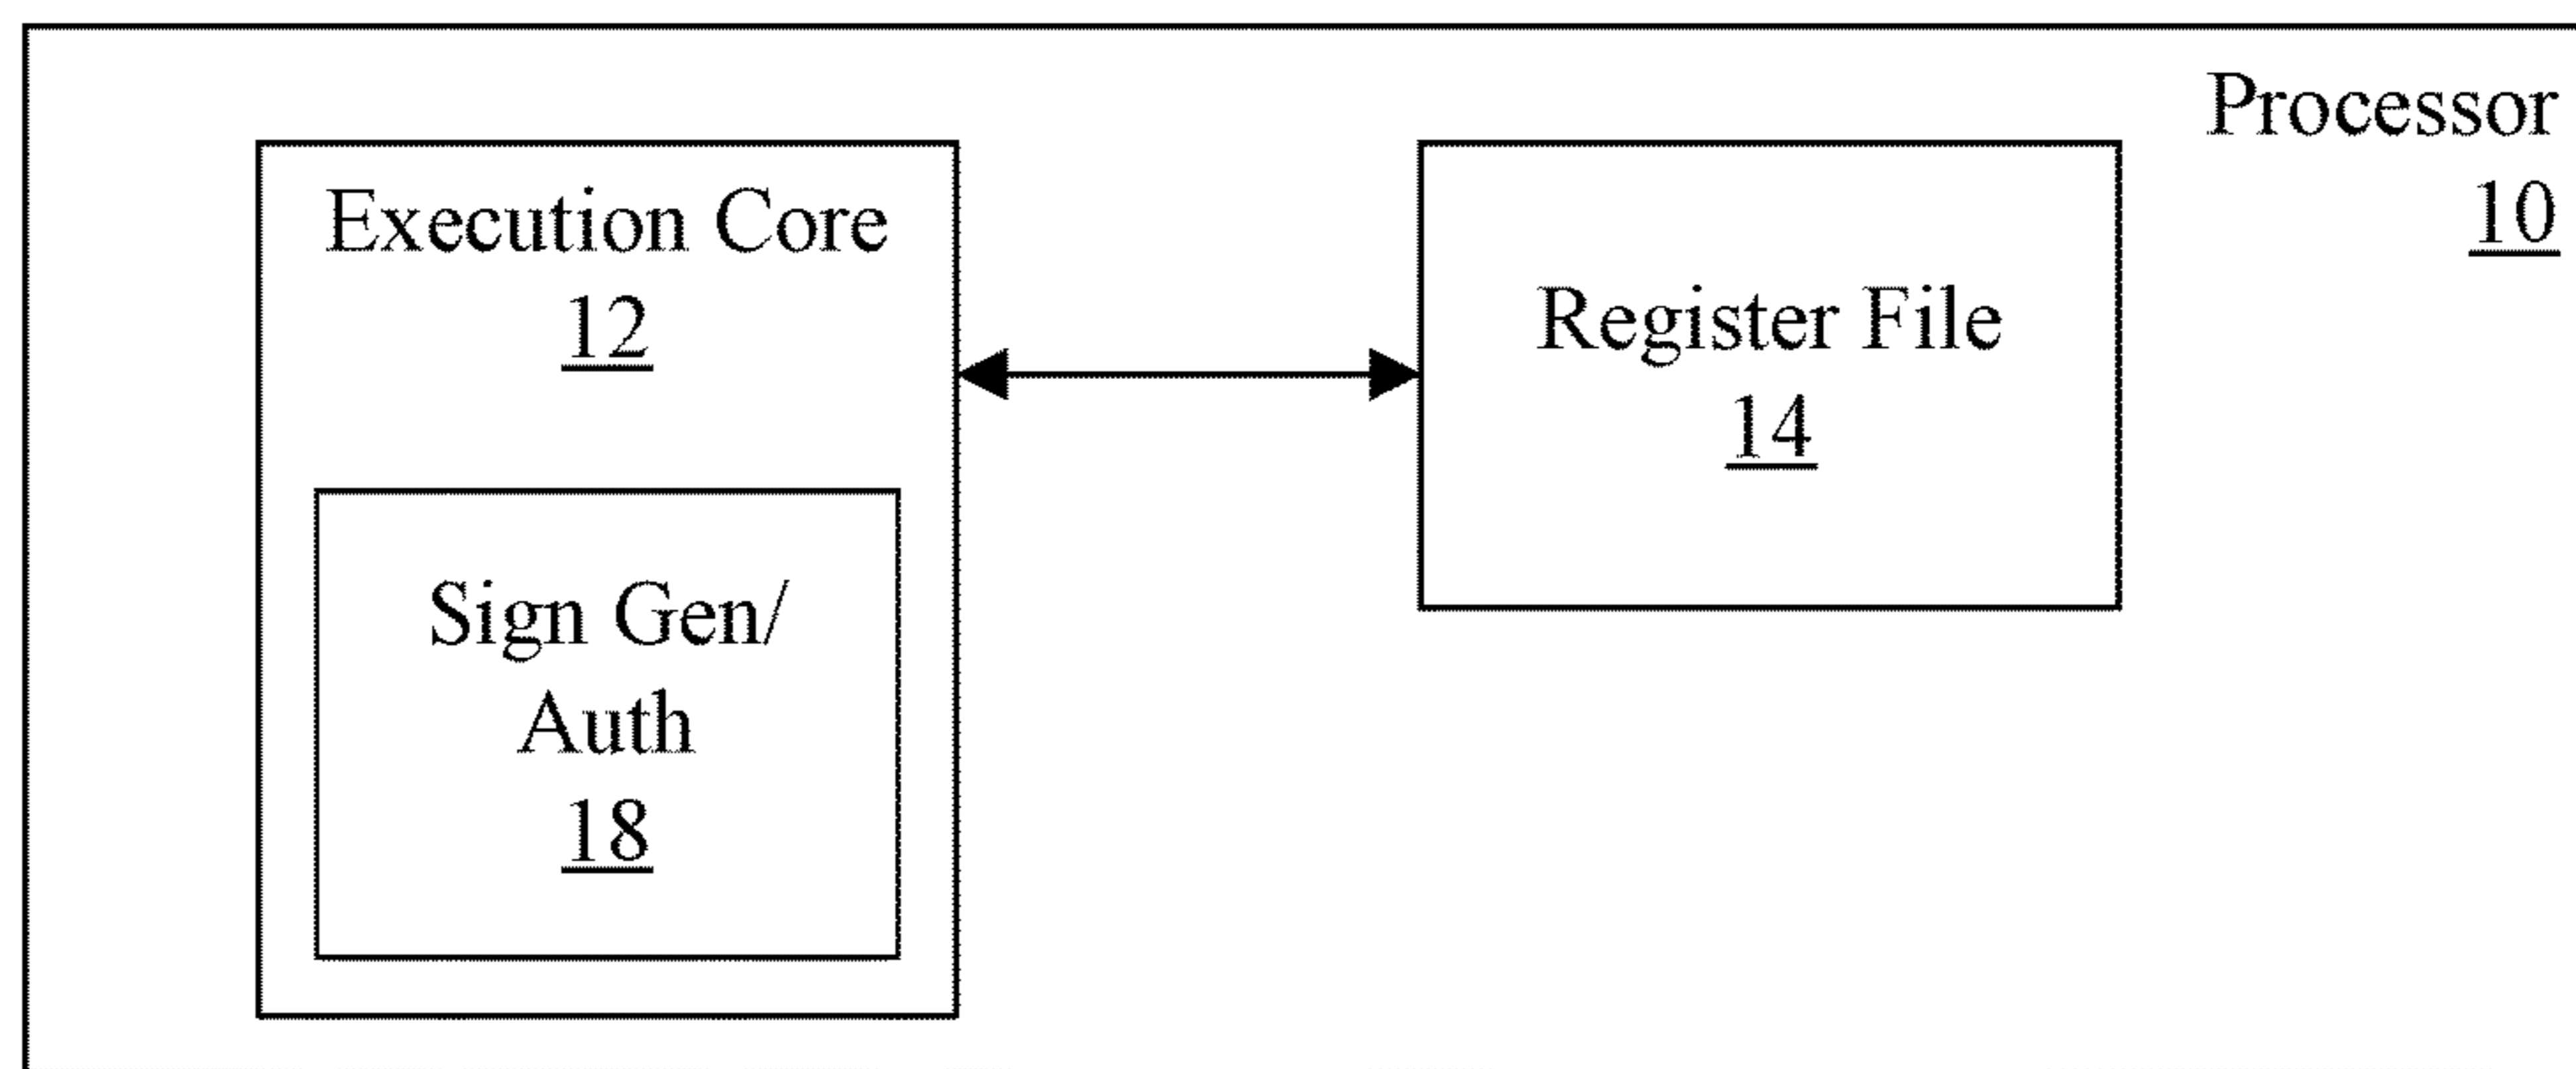 Processor
10
Execution Core
12
Register File
14
Sign Gen/
Auth
18